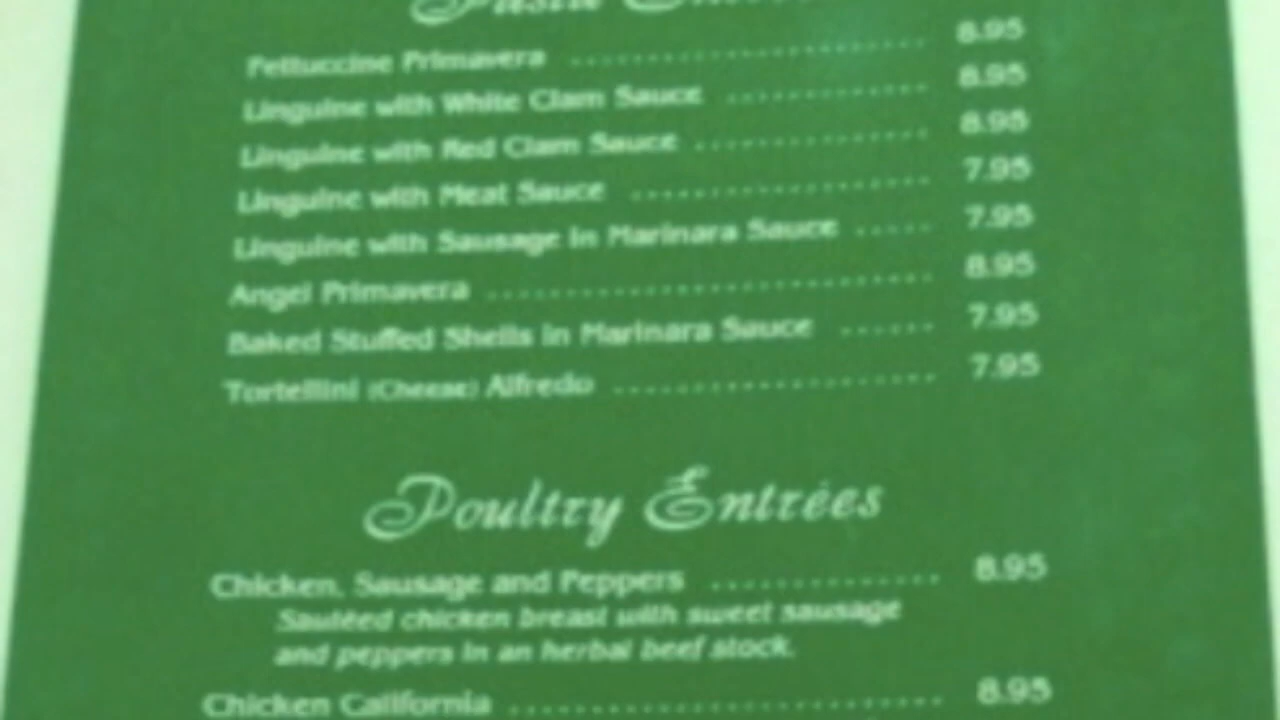 Pasta Entrées
Fettuccine Primavera .......... 8.95
Linguine with White Clam Sauce .......... 8.95
Linguine with Red Clam Sauce .......... 8.95
Linguine with Meat Sauce .......... 7.95
Linguine with Sausage in Marinara Sauce ..... 7.95
Angel Primavera .......... 8.95
Baked Stuffed Shells in Marinara Sauce ...... 7.95
Tortellini (Cheese) Alfredo .......... 7.95
Poultry Entrées
Chicken, Sausage and Peppers .......... 8.95
Sautéed chicken breast with sweet sausage
and peppers in an herbal beef stock.
Chicken California .......... 8.95